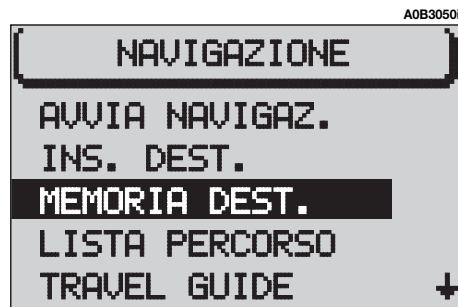 A0B3050i
NAVIGAZIONE
AVVIA NAVIGAZ.
INS. DEST.
MEMORIA DEST.
LISTA PERCORSO
TRAVEL GUIDE